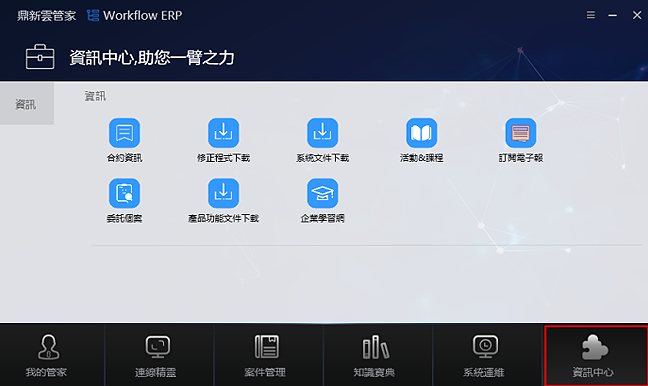 鼎新雲管家 Workflow ERP
資訊中心,助您一臂之力
資訊
資訊
合約資訊 修正程式下載 系統文件下載 活動&課程 訂閱電子報
委託個案 產品功能文件下載 企業學習網
我的管家 連線精靈 案件管理 知識寶典 系統運維 資訊中心